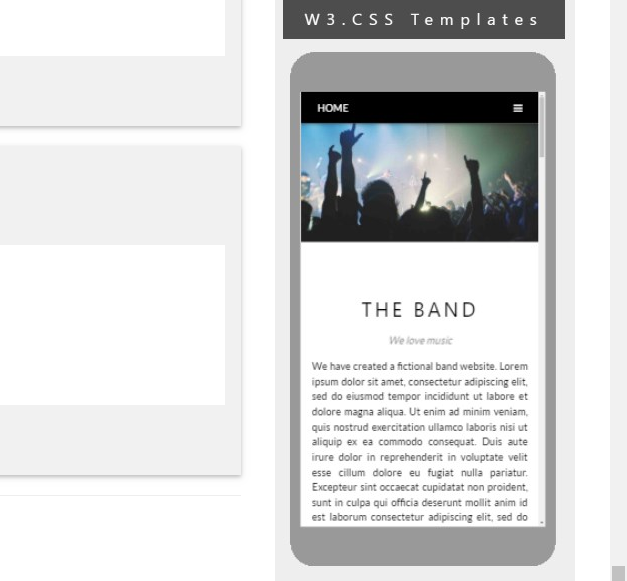 W3.CSS Templates
HOME
THE BAND
We love music
We have created a fictional band website. Lorem
ipsum dolor sit amet, consectetur adipiscing elit,
sed do eiusmod tempor incididunt ut labore et
dolore magna aliqua. Ut enim ad minim veniam,
quis nostrud exercitation ullamco laboris nisi ut
aliquip ex ea commodo consequat. Duis aute
irure dolor in reprehenderit in voluptate velit
esse cillum dolore eu fugiat nulla pariatur.
Excepteur sint occaecat cupidatat non proident,
sunt in culpa qui officia deserunt mollit anim id
est laborum consectetur adipiscing elit, sed do